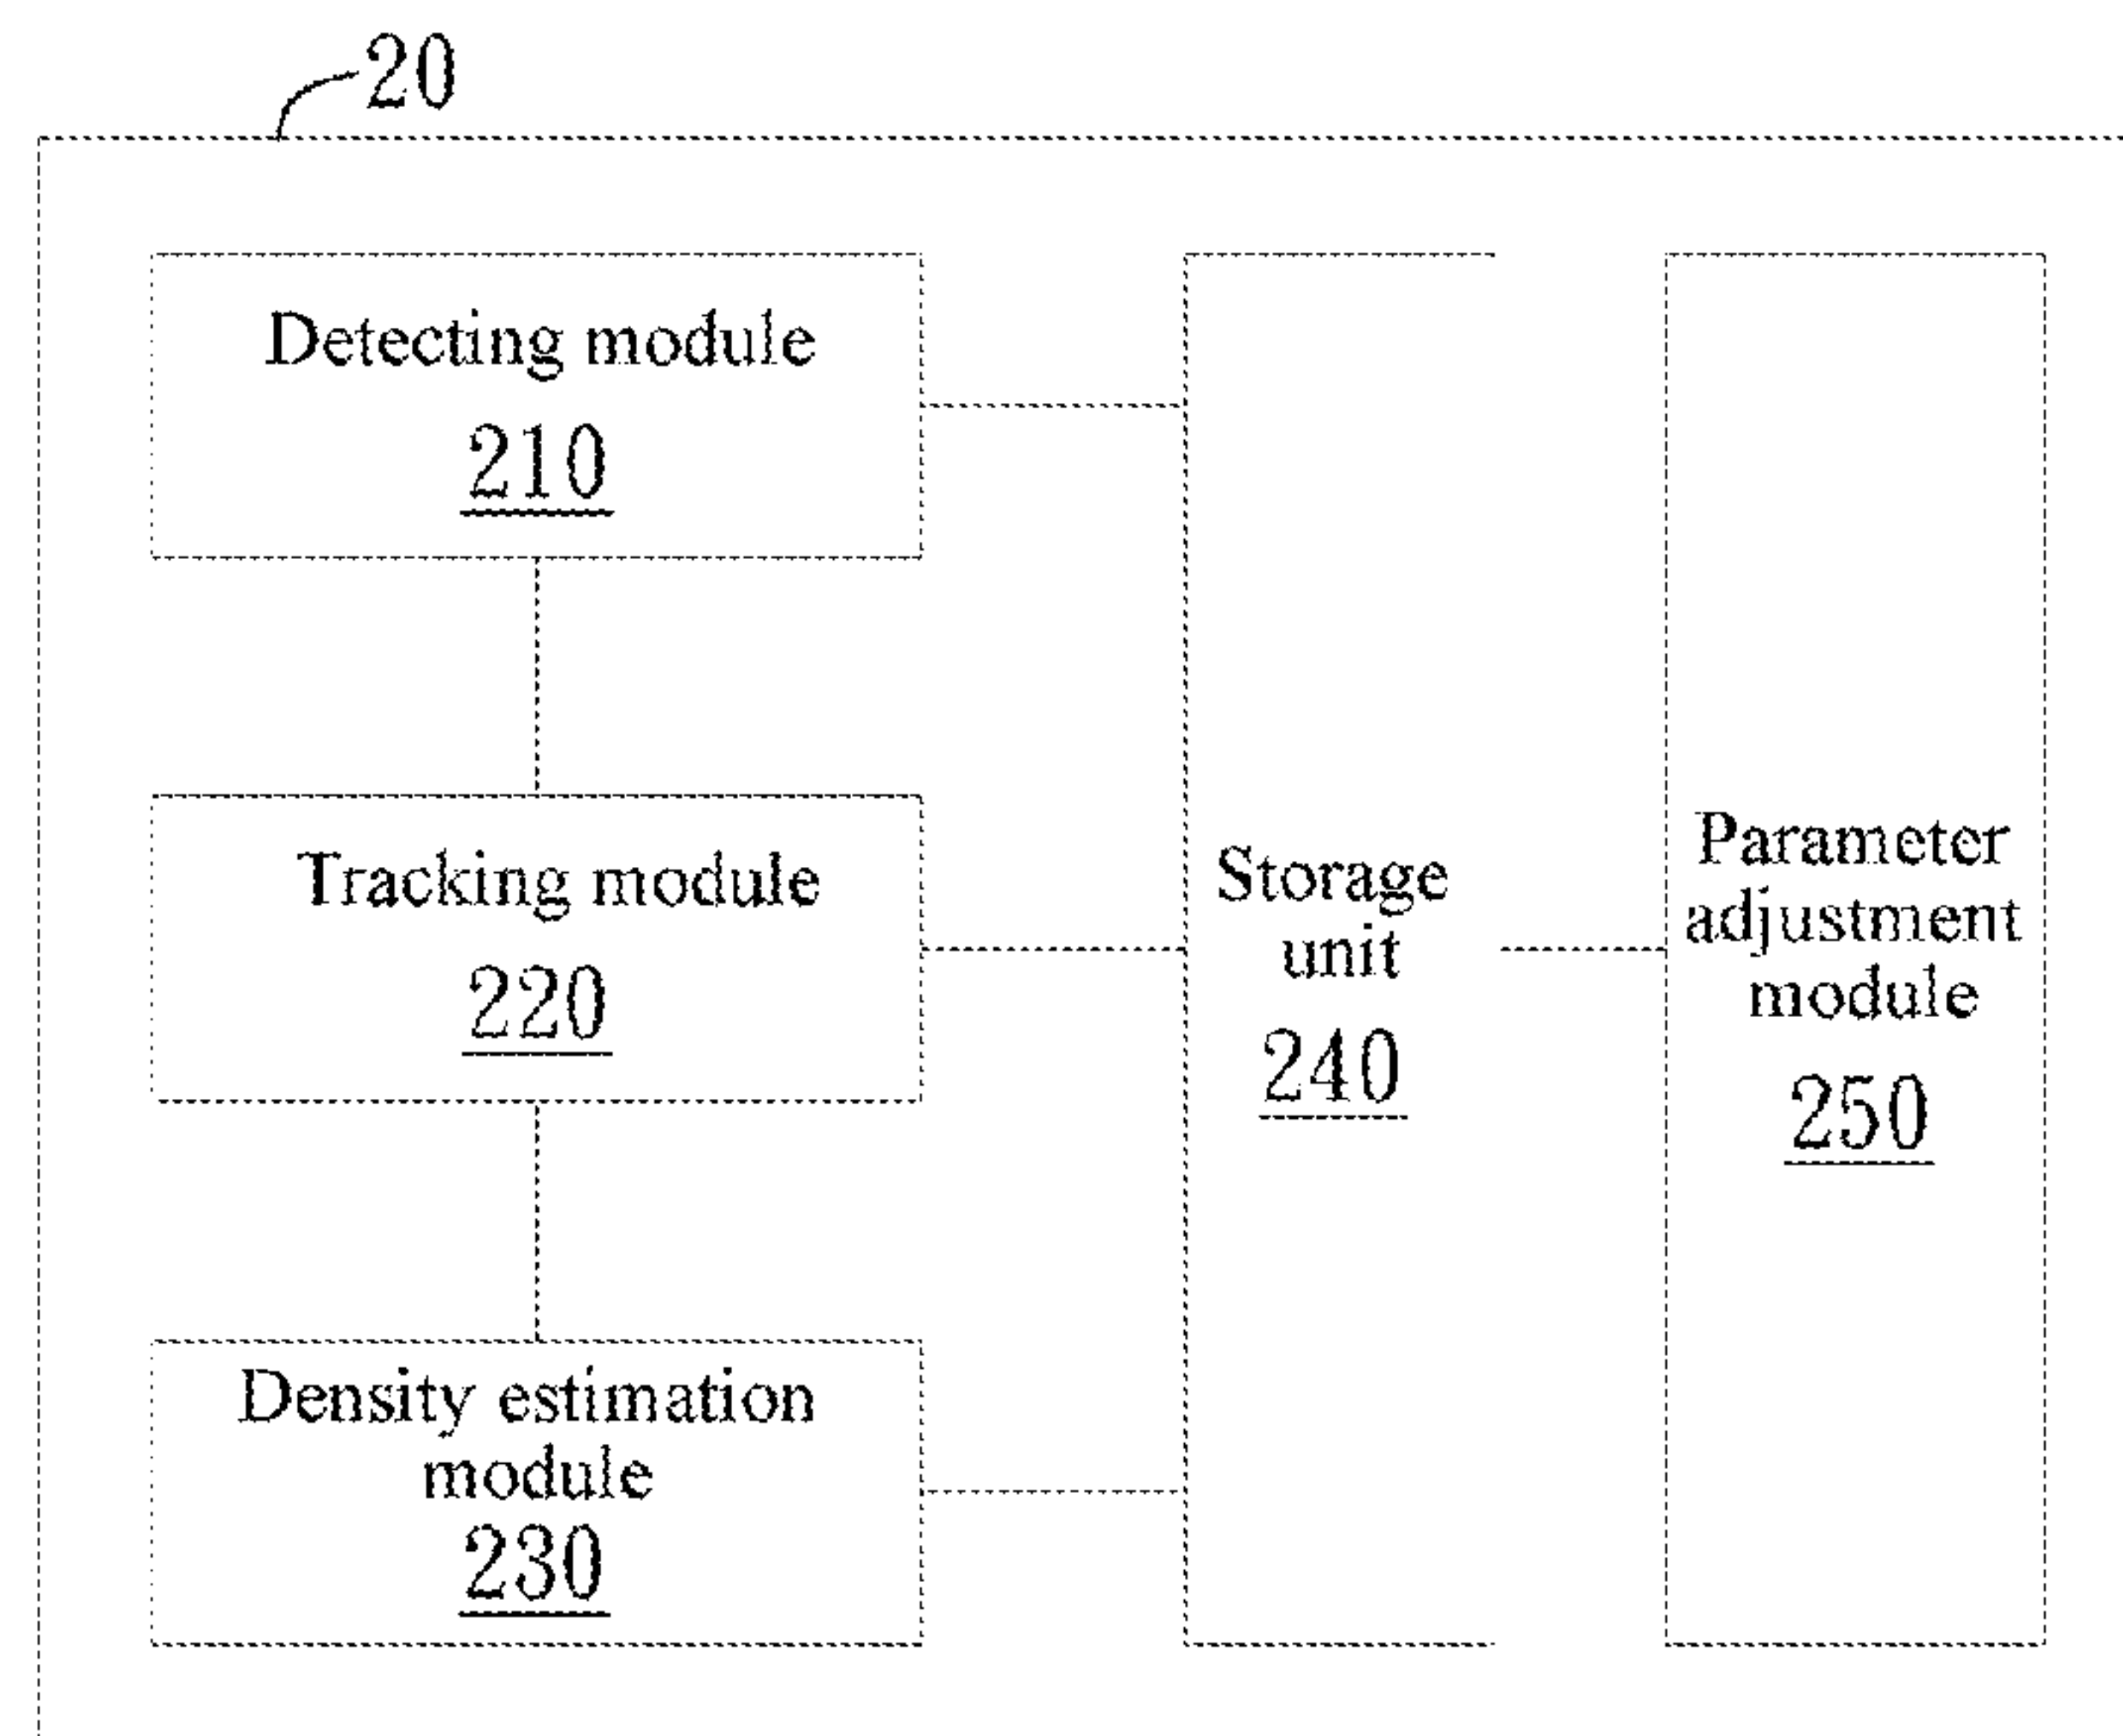 20
Detecting module
210
Tracking module
220
Density estimation
module
230
Storage
unit
240
Parameter
adjustment
module
250